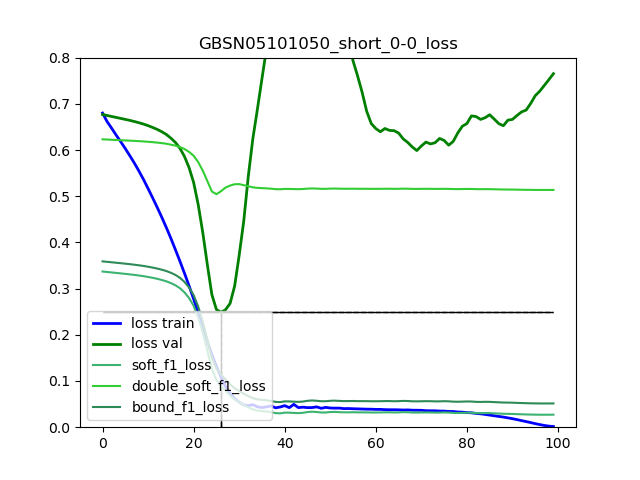 GBSN05101050_short_0-0_loss
0.8
0.7
0.6
0.5
0.4
0.3
0.2
0.1
0.0
loss train
loss val
soft_f1_loss
double_soft_f1_loss
bound_f1_loss
0 20 40 60 80 100